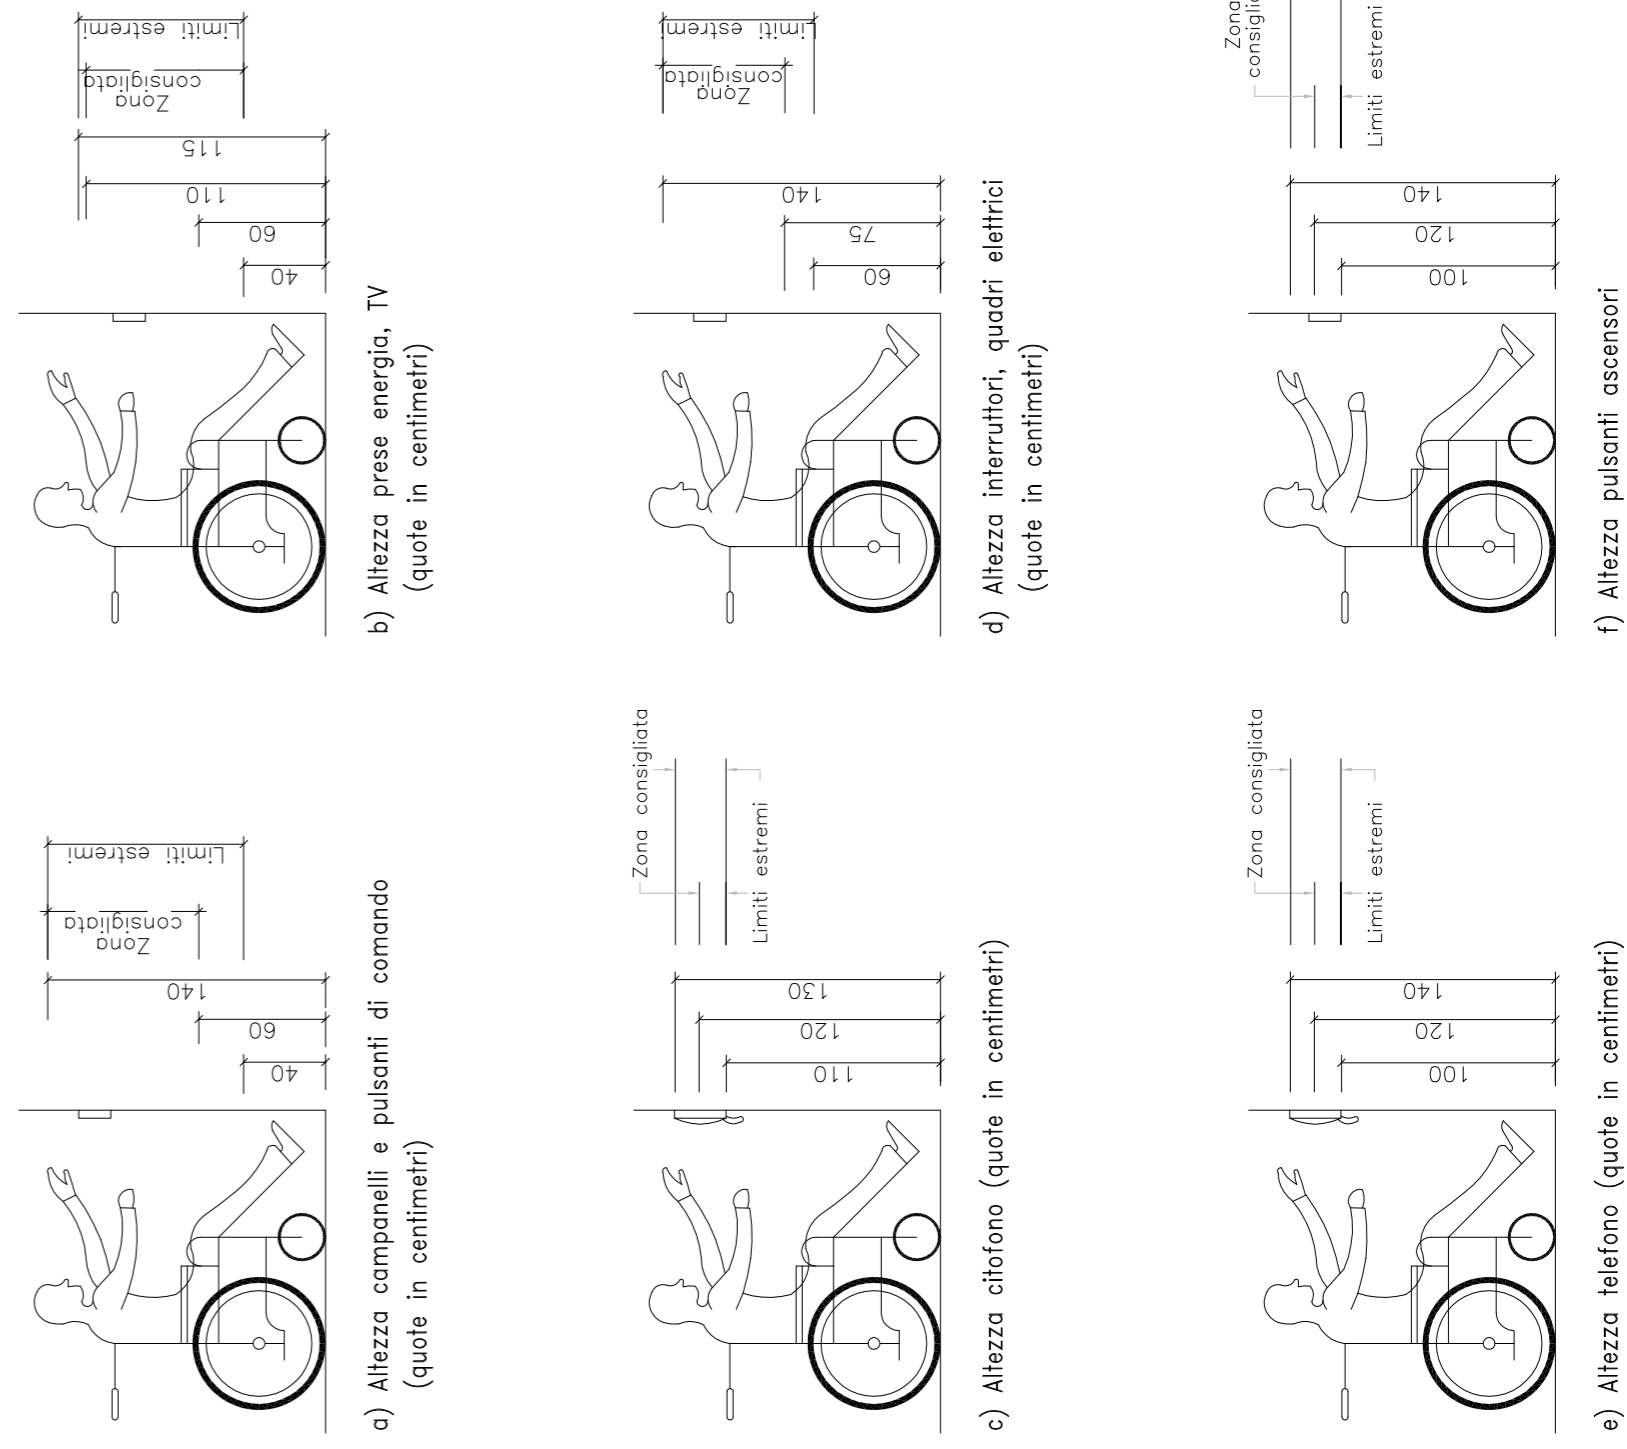 Limiti estremi
Zona
consigliata
140
60
40
a) Altezza campanelli e pulsanti di comando
(quote in centimetri)
Limiti estremi
Zona
consigliata
115
110
60
40
b) Altezza prese energia, TV
(quote in centimetri)
Zona consigliata
Limiti estremi
130
120
110
c) Altezza citofono (quote in centimetri)
Limiti estremi
Zona
consigliata
140
75
60
d) Altezza interruttori, quadri elettrici
(quote in centimetri)
Zona consigliata
Limiti estremi
140
120
100
e) Altezza telefono (quote in centimetri)
Zona
consiglia
Limiti estremi
140
120
100
f) Altezza pulsanti ascensori